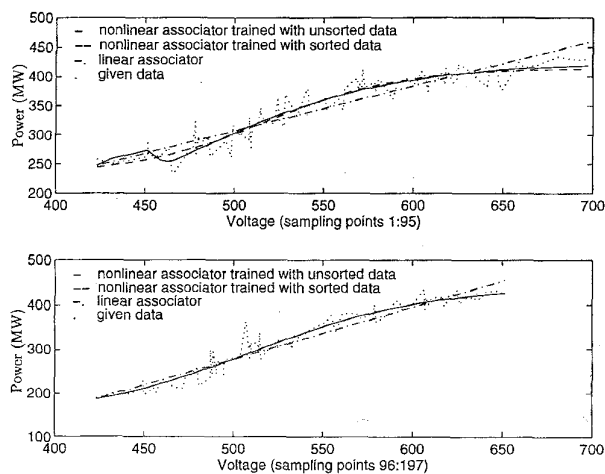 500
450
400
350
300
250
200
Power (MW)
nonlinear associator trained with unsorted data
nonlinear associator trained with sorted data
linear associator
given data
400 450 500 550 600 650 700
Voltage (sampling points 1:95)
500
400
300
200
100
Power (MW)
nonlinear associator trained with unsorted data
nonlinear associator trained with sorted data
linear associator
given data
400 450 500 550 600 650 700
Voltage (sampling points 96:197)